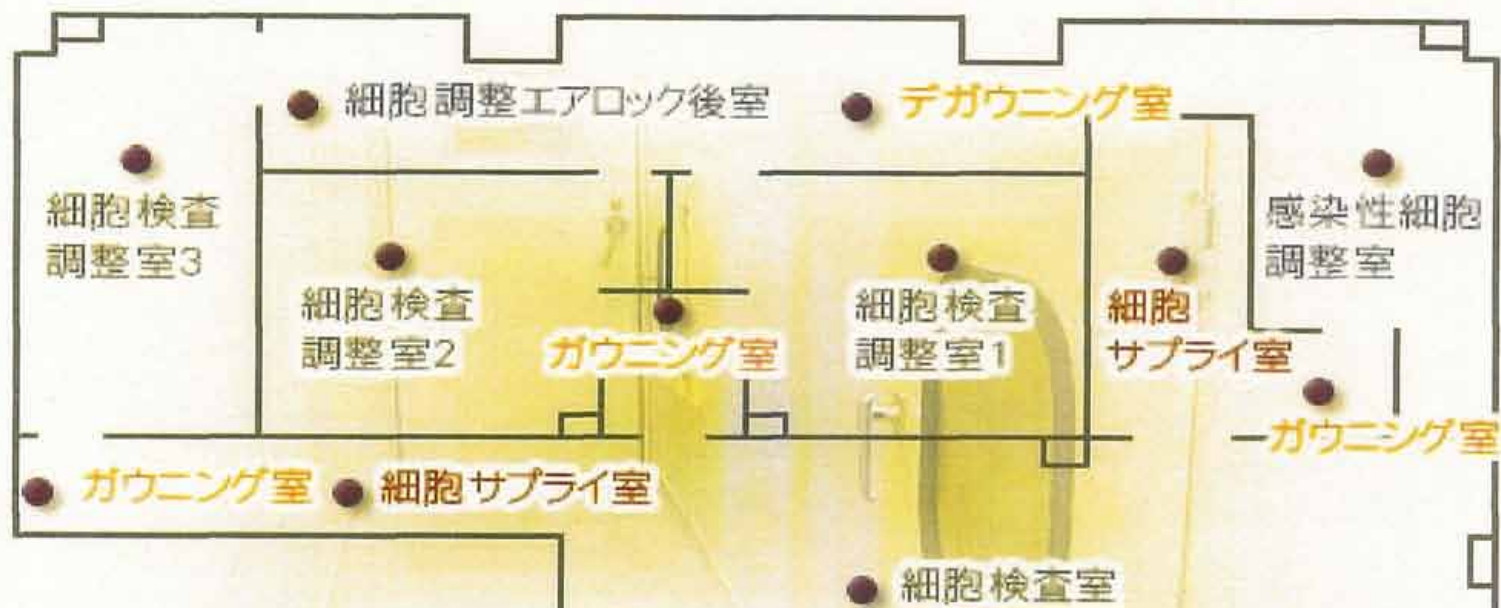 細胞調整エアロック後室
デガウニング室
細胞検査
調整室3
細胞検査
調整室2
ガウニング室
細胞検査
調整室1
細胞
サプライ室
感染性細胞
調整室
ガウニング室
ガウニング室
細胞サプライ室
細胞検査室